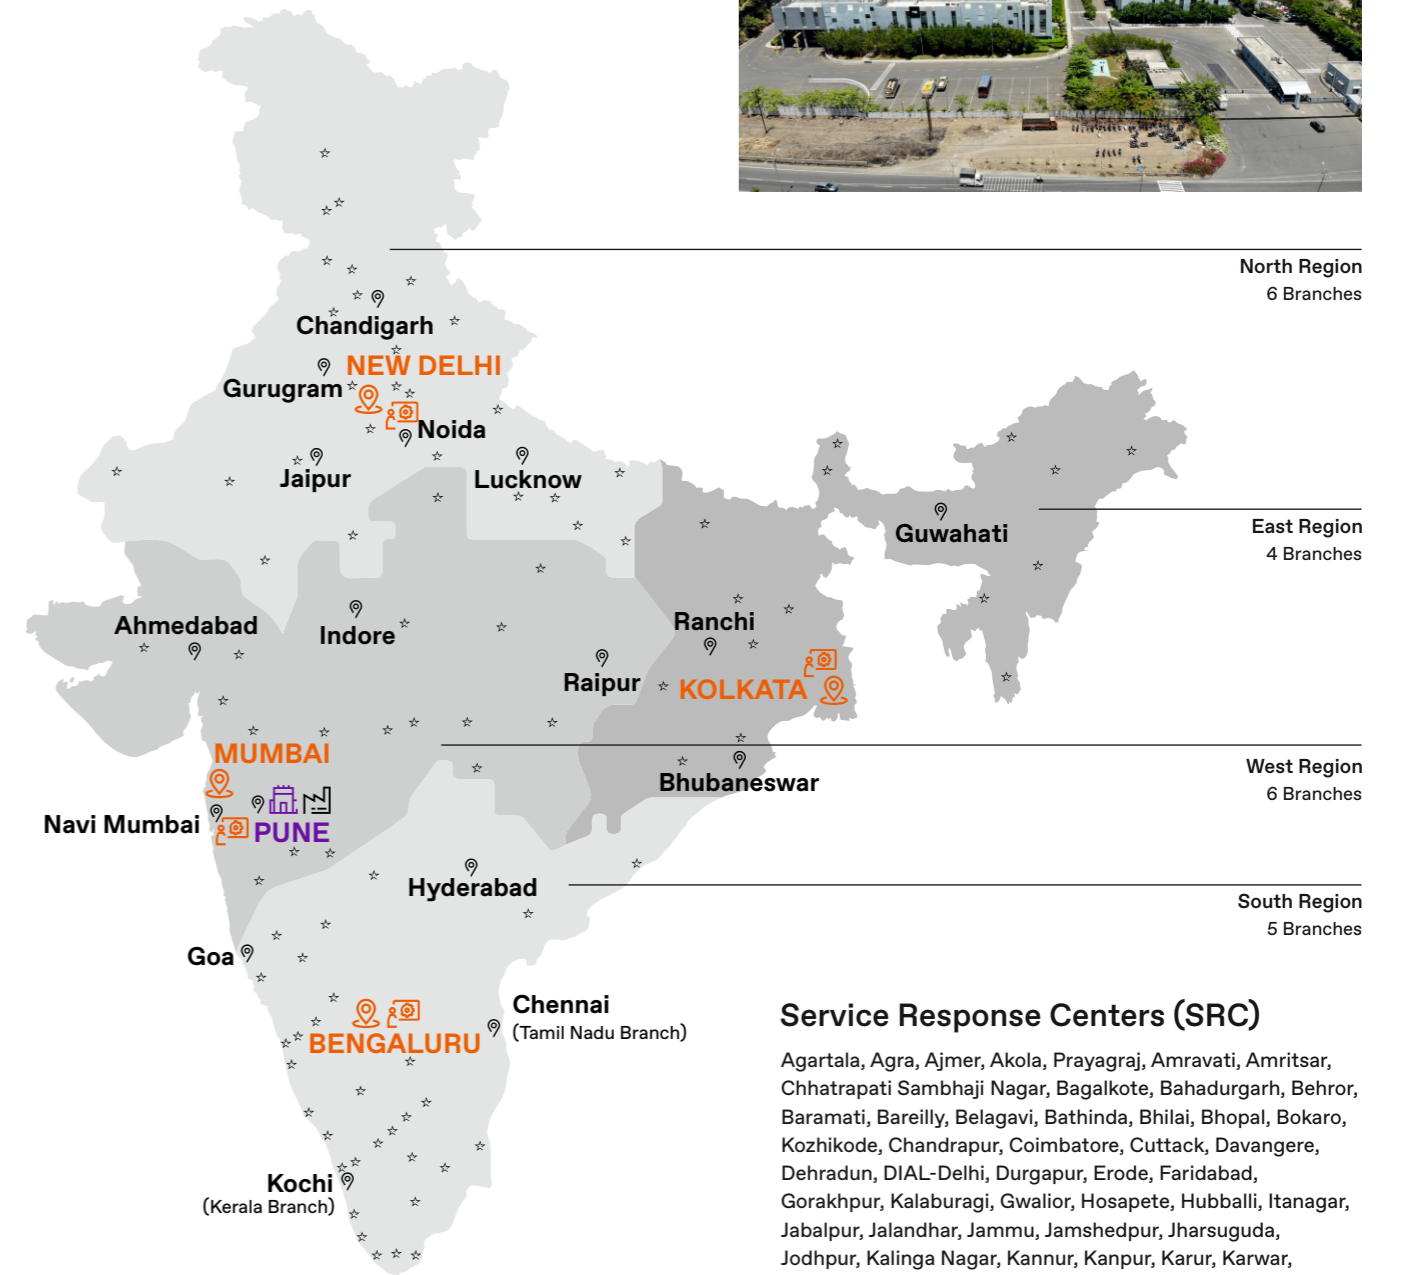 North Region
6 Branches
Chandigarh
NEW DELHI
Gurugram
Noida
Jaipur
Lucknow
Guwahati
East Region
4 Branches
Ahmedabad
Indore
Ranchi
Raipur
KOLKATA
MUMBAI
West Region
6 Branches
Bhubaneswar
Navi Mumbai
PUNE
Hyderabad
South Region
5 Branches
Goa
Chennai
(Tamil Nadu Branch)
BENGALURU
Kochi
(Kerala Branch)
Service Response Centers (SRC)
Agartala, Agra, Ajmer, Akola, Prayagraj, Amravati, Amritsar,
Chhatrapati Sambhaji Nagar, Bagalkote, Bahadurgarh, Behror,
Baramati, Bareilly, Belagavi, Bathinda, Bhilai, Bhopal, Bokaro,
Kozhikode, Chandrapur, Coimbatore, Cuttack, Davangere,
Dehradun, DIAL-Delhi, Durgapur, Erode, Faridabad,
Gorakhpur, Kalaburagi, Gwalior, Hosapete, Hubballi, Itanagar,
Jabalpur, Jalandhar, Jammu, Jamshedpur, Jharsuguda,
Jodhpur, Kalinga Nagar, Kannur, Kanpur, Karur, Karwar,